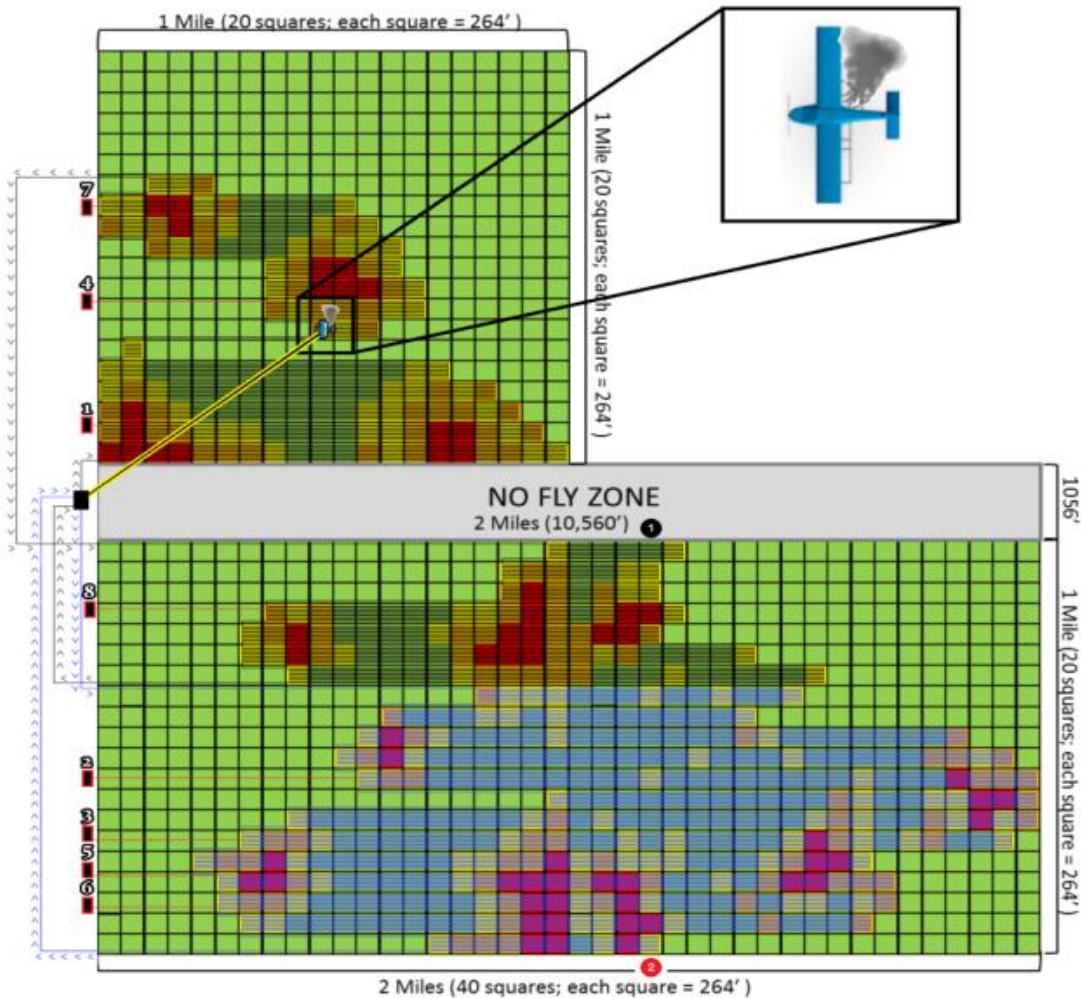 1 Mile (20 squares; each square = 264’ )
1 Mile (20 squares; each square = 264’)
7
4
1
NO FLY ZONE
2 Miles (10,560’)
1
1056’
8
1 Mile (20 squares; each square = 264’ )
2
3
5
6
2
2 Miles (40 squares; each square = 264’ )